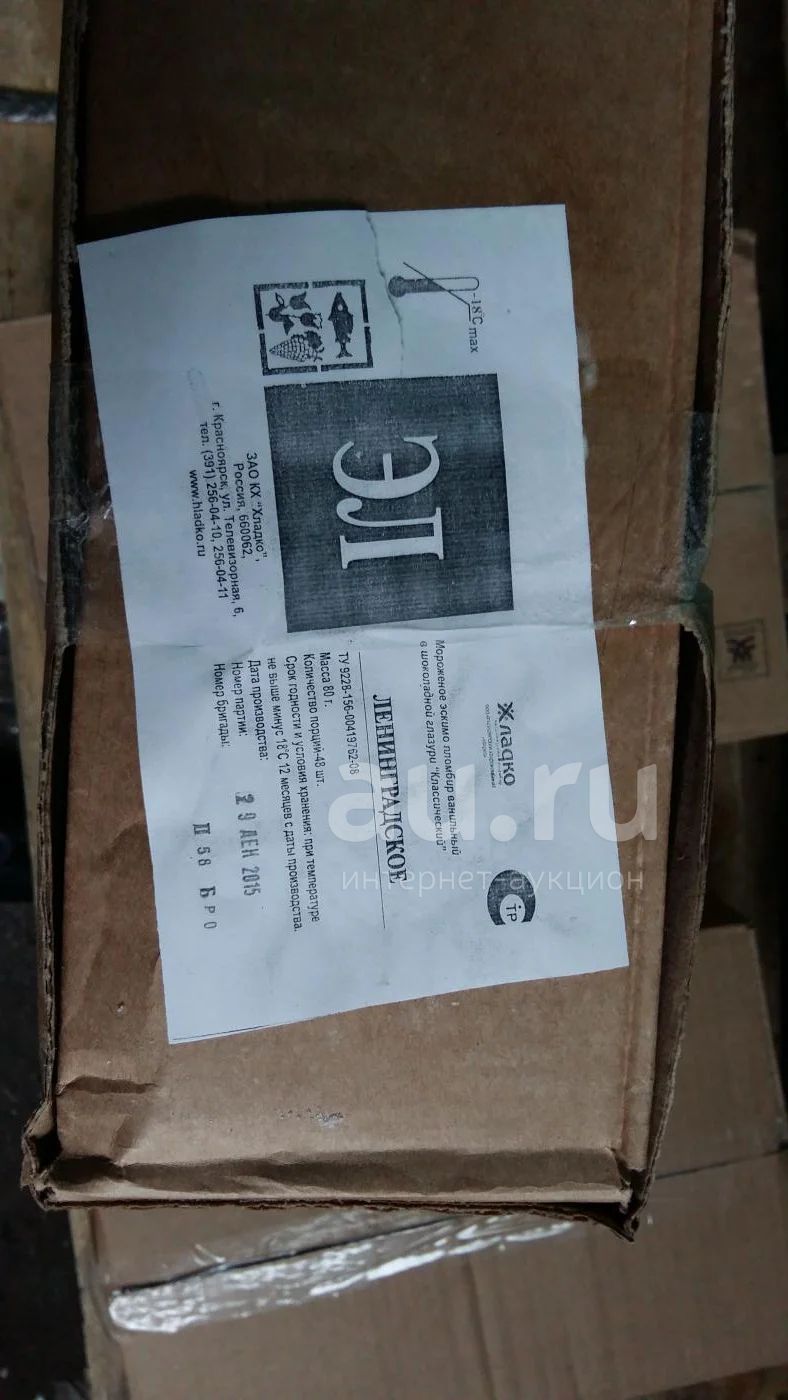 -18°C max
ЭЛ
ЗАО КХ "Хладко",
Россия, 660062,
г. Красноярск, ул. Телевизорная, 6,
тел. (391) 256-04-10, 256-04-11
www.hladko.ru
Хладко
ТР
Мороженое эскимо пломбир ванильный
в шоколадной глазури "Классический"
ЛЕНИНГРАДСКОЕ
ТУ 9228-156-00419762-08
Масса 80 г.
Количество порций-48 шт.
Срок годности и условия хранения: при температуре
не выше минус 18°С 12 месяцев с даты производства.
Дата производства: 29 ДЕН 2015
Номер партии:
Номер бригады: П 58 БРО
au.ru
интернет-аукцион